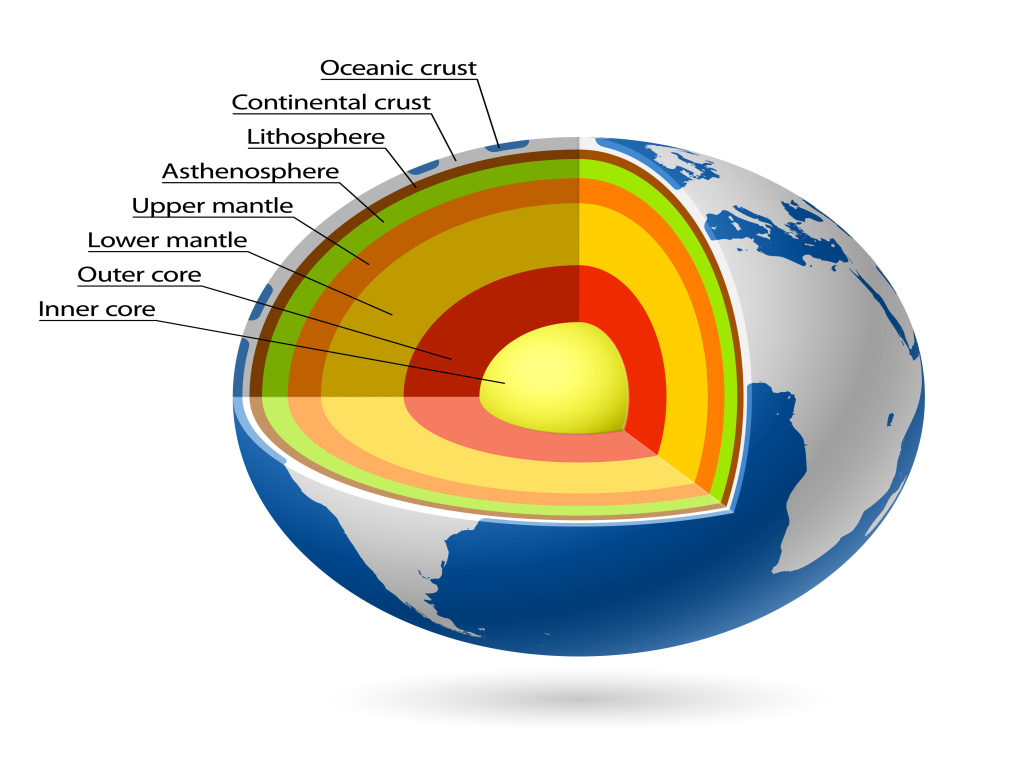 Oceanic crust
Continental crust
Lithosphere
Asthenosphere
Upper mantle
Lower mantle
Outer core
Inner core